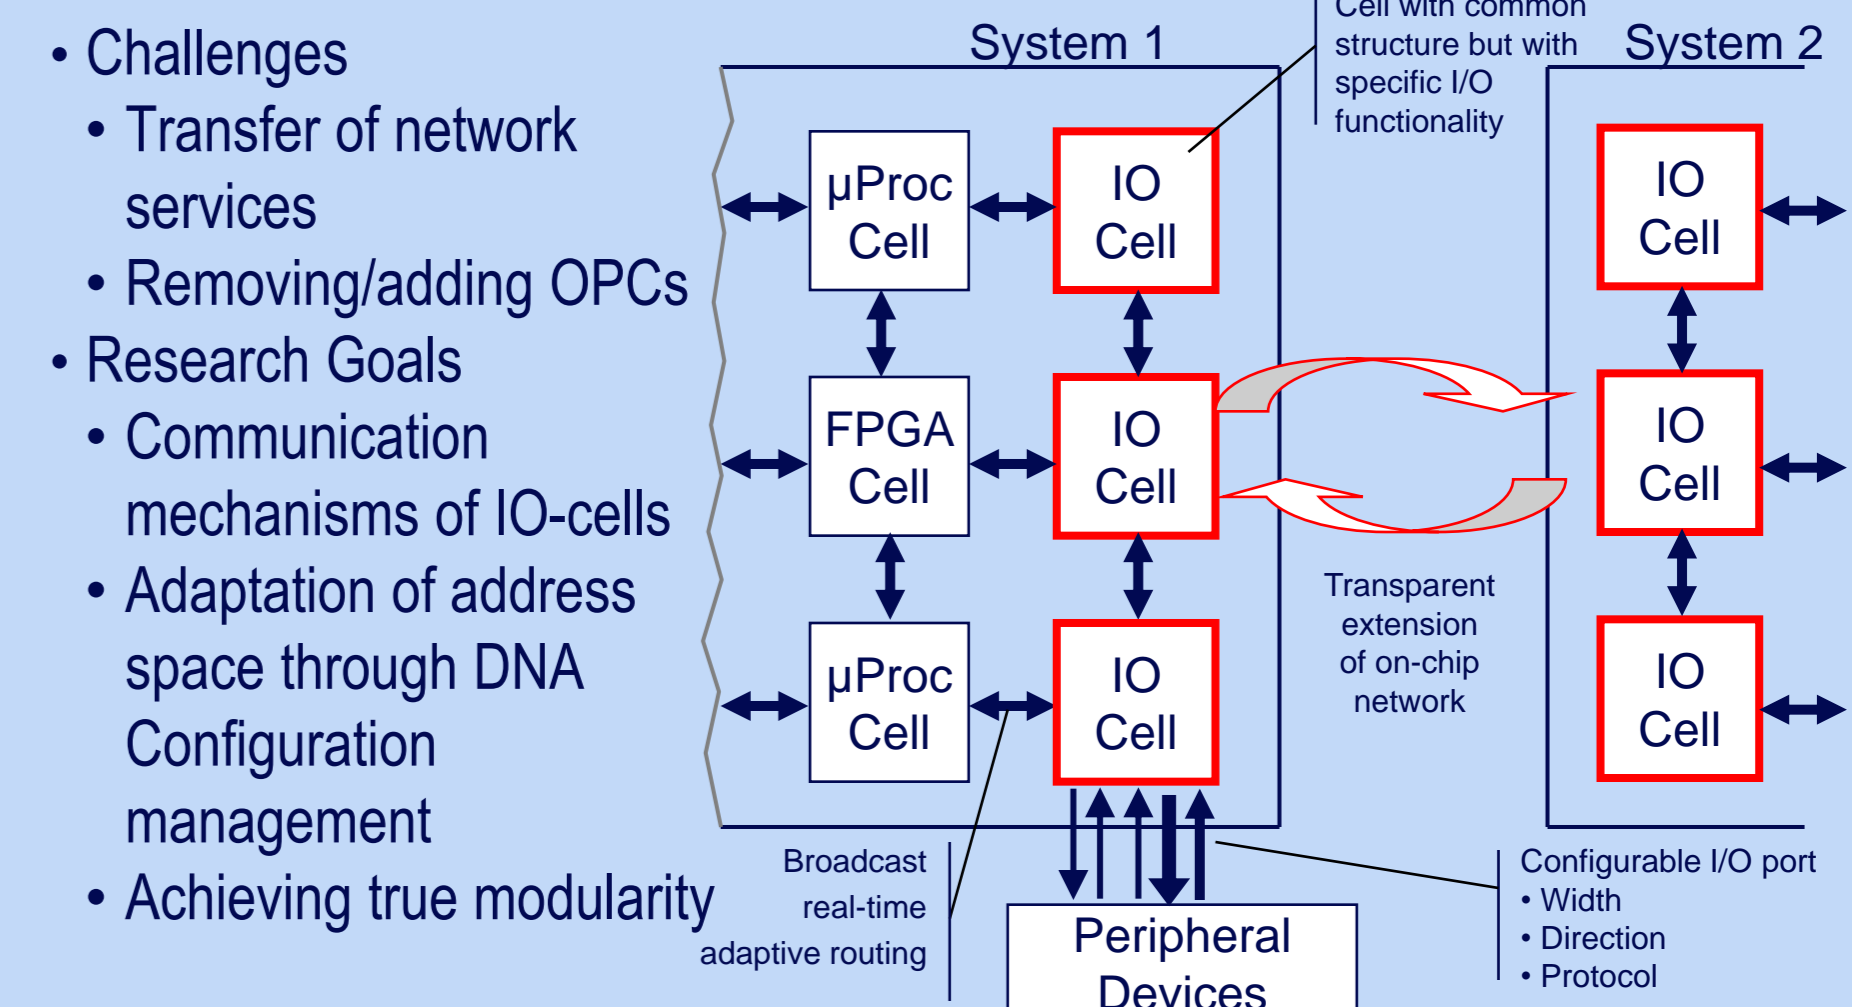 • Challenges
• Transfer of network
services
• Removing/adding OPCs
• Research Goals
• Communication
mechanisms of IO-cells
• Adaptation of address
space through DNA
Configuration
management
• Achieving true modularity
System 1
Cell with common
structure but with
specific I/O
functionality
System 2
µProc
Cell
IO
Cell
IO
Cell
FPGA
Cell
IO
Cell
IO
Cell
Transparent
extension
of on-chip
network
µProc
Cell
IO
Cell
IO
Cell
Broadcast
real-time
adaptive routing
Peripheral
Devices
Configurable I/O port
• Width
• Direction
• Protocol